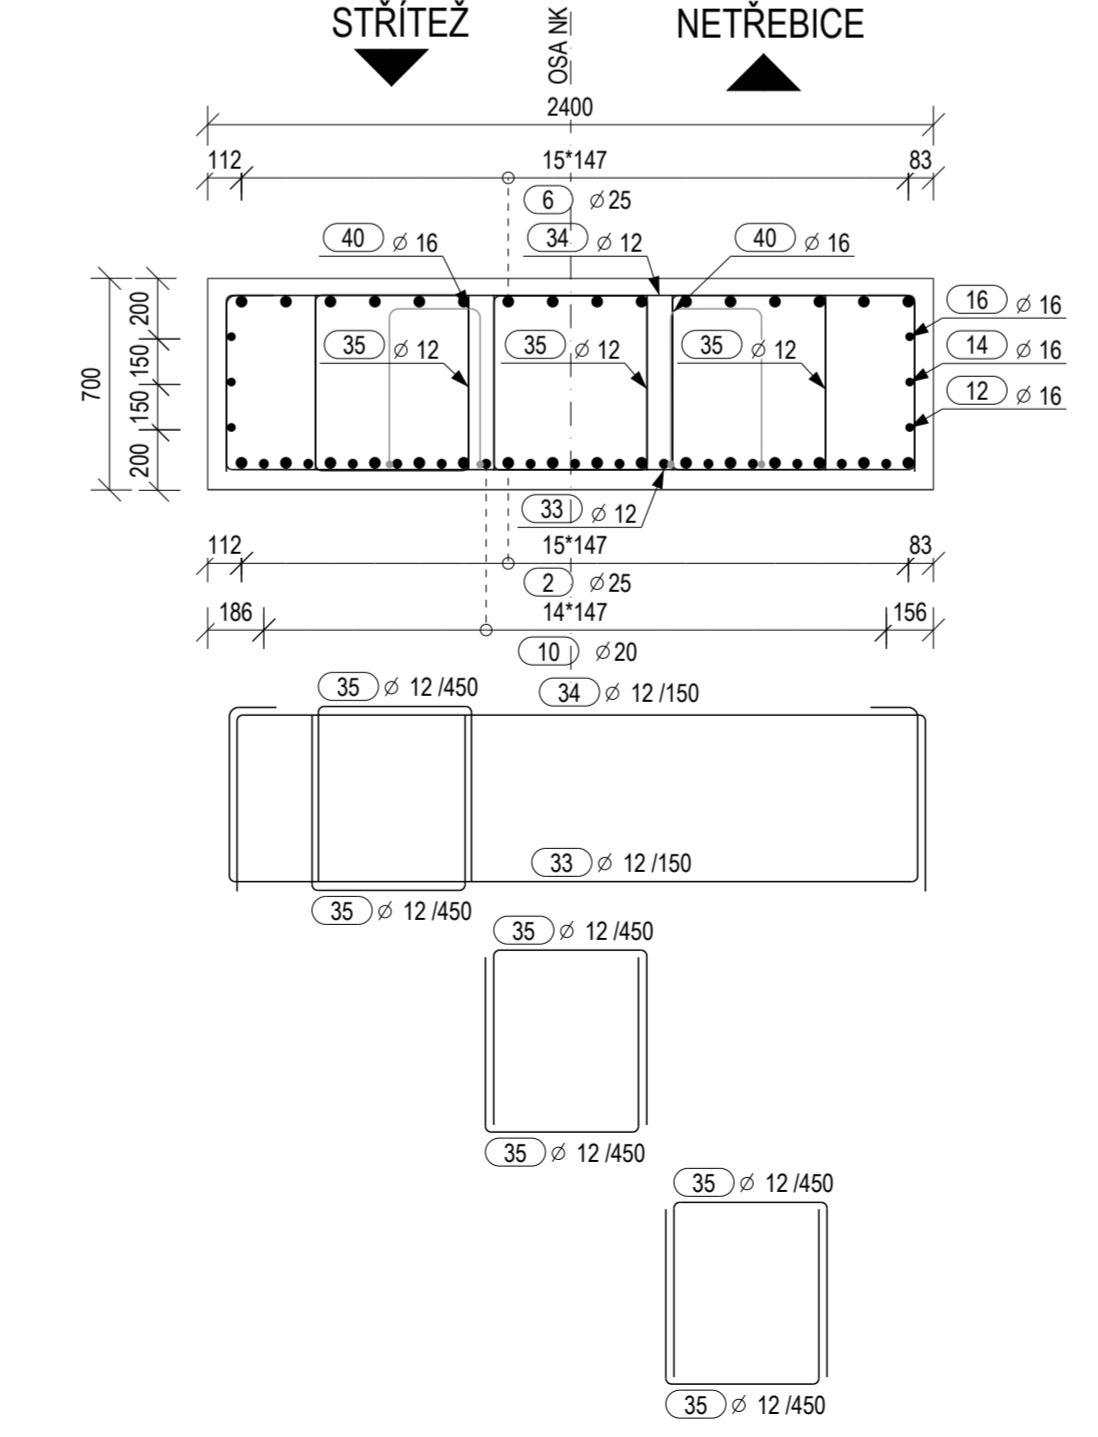 STŘÍTEŽ
OSA NK
NETŘEBICE
2400
112 15*147 83
6 ⌀25
40 ⌀ 16 34 ⌀ 12 40 ⌀ 16
700
200
150
150
200
16 ⌀ 16
35 ⌀ 12 35 ⌀ 12 35 ⌀ 12
14 ⌀ 16
12 ⌀ 16
33 ⌀ 12
112 15*147 83
2 ⌀25
186 14*147 156
10 ⌀20
35 ⌀ 12 /450 34 ⌀ 12 /150
33 ⌀ 12 /150
35 ⌀ 12 /450
35 ⌀ 12 /450
35 ⌀ 12 /450
35 ⌀ 12 /450
35 ⌀ 12 /450